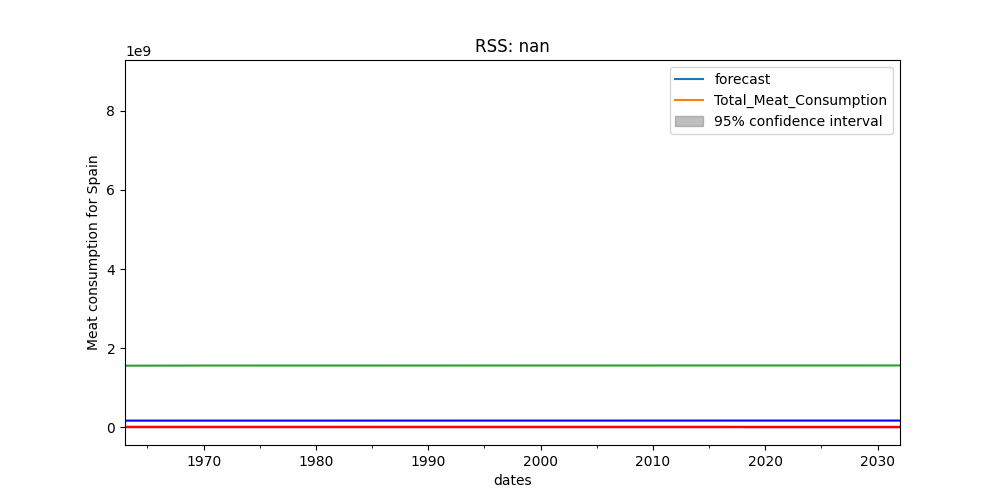 RSS: nan
1e9
forecast
Total_Meat_Consumption
95% confidence interval
8
6
4
2
0
Meat consumption for Spain
1970 1980 1990 2000 2010 2020 2030
dates